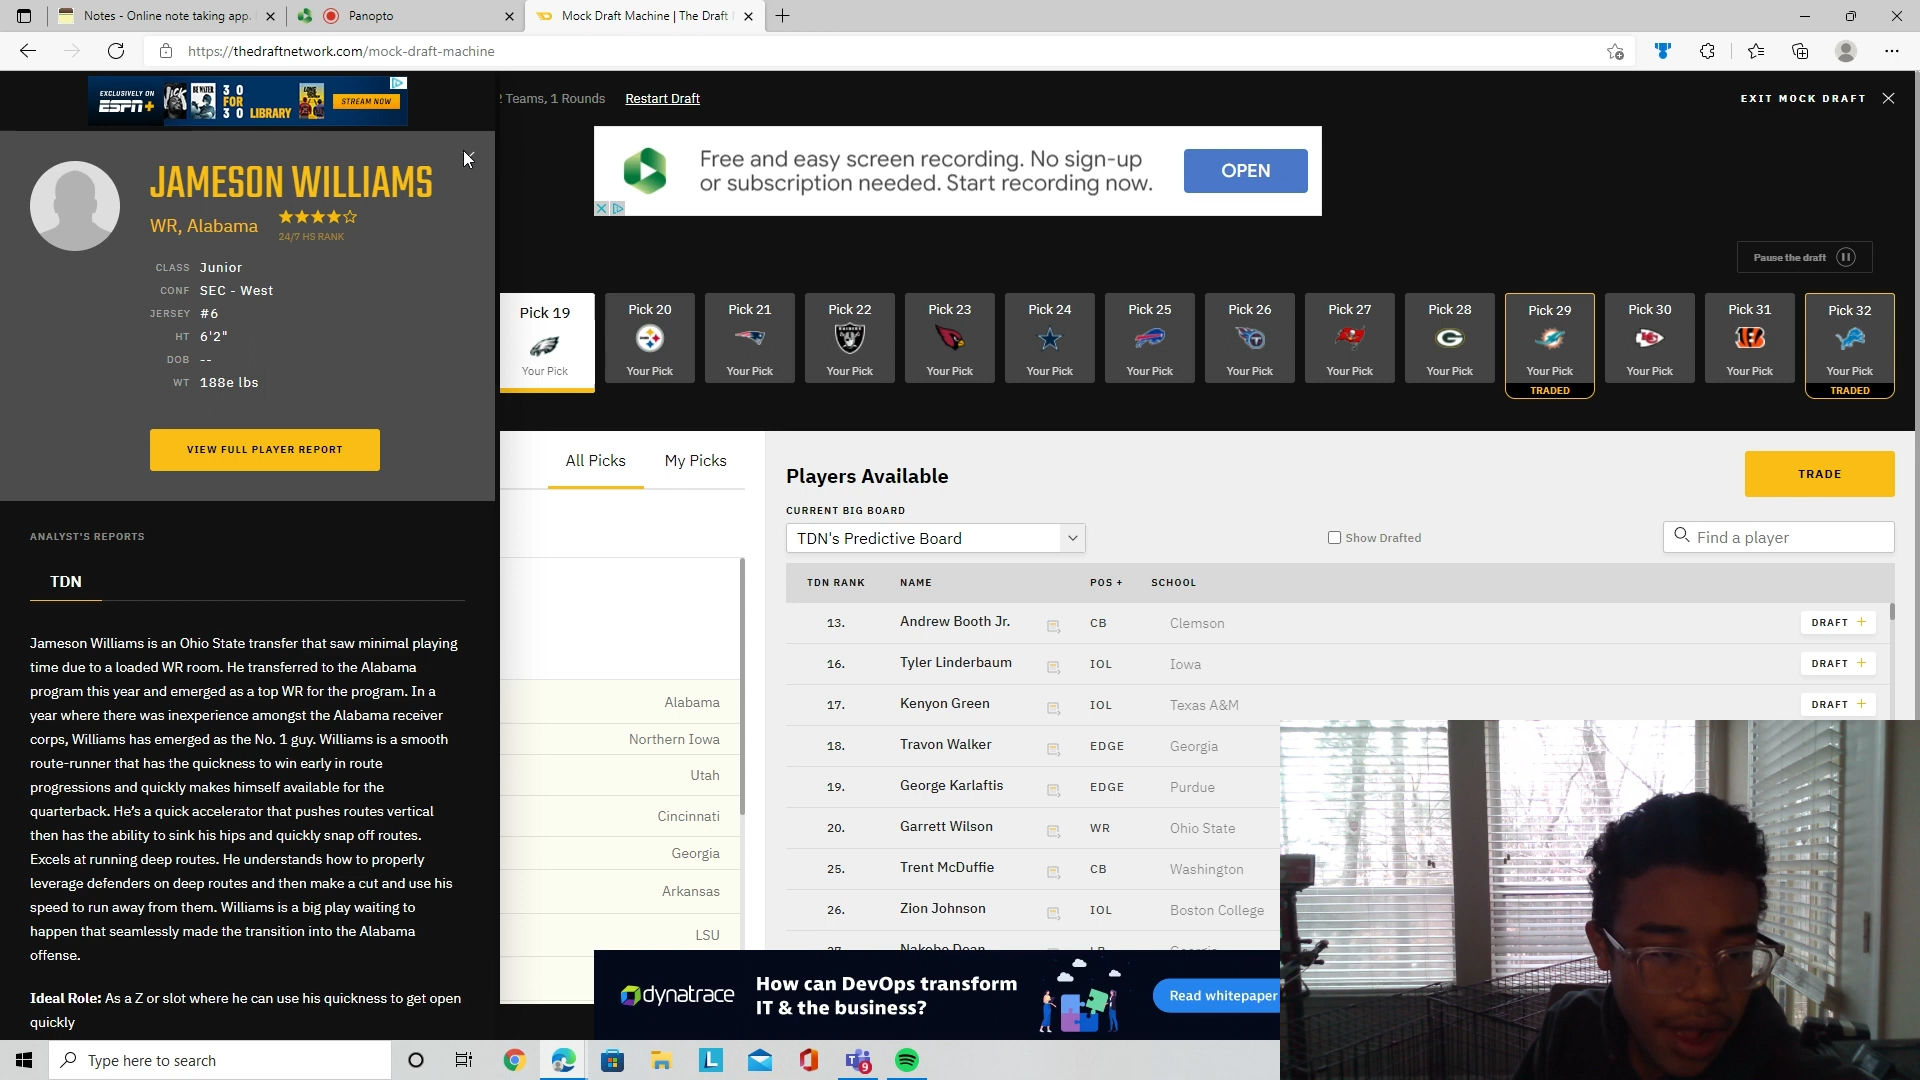 Notes - Online note taking app.
Panopto
Mock Draft Machine | The Draft
https://thedraftnetwork.com/mock-draft-machine
EXCLUSIVELY ON
ESPN+
30
FOR
30 LIBRARY
STREAM NOW
Teams, 1 Rounds
Restart Draft
EXIT MOCK DRAFT
Free and easy screen recording. No sign-up
or subscription needed. Start recording now.
OPEN
JAMESON WILLIAMS
WR, Alabama
24/7 HS RANK
CLASS Junior
CONF SEC - West
JERSEY #6
HT 6'2"
DOB --
WT 188e lbs
VIEW FULL PLAYER REPORT
Pause the draft
Pick 19
Your Pick
Pick 20
Your Pick
Pick 21
Your Pick
Pick 22
Your Pick
Pick 23
Your Pick
Pick 24
Your Pick
Pick 25
Your Pick
Pick 26
Your Pick
Pick 27
Your Pick
Pick 28
Your Pick
Pick 29
Your Pick
TRADED
Pick 30
Your Pick
Pick 31
Your Pick
Pick 32
Your Pick
TRADED
ANALYST'S REPORTS
TDN
Jameson Williams is an Ohio State transfer that saw minimal playing
time due to a loaded WR room. He transferred to the Alabama
program this year and emerged as a top WR for the program. In a
year where there was inexperience amongst the Alabama receiver
corps, Williams has emerged as the No. 1 guy. Williams is a smooth
route-runner that has the quickness to win early in route
progressions and quickly makes himself available for the
quarterback. He's a quick accelerator that pushes routes vertical
then has the ability to sink his hips and quickly snap off routes.
Excels at running deep routes. He understands how to properly
leverage defenders on deep routes and then make a cut and use his
speed to run away from them. Williams is a big play waiting to
happen that seamlessly made the transition into the Alabama
offense.
Ideal Role: As a Z or slot where he can use his quickness to get open
quickly
All Picks
My Picks
Alabama
Northern Iowa
Utah
Cincinnati
Georgia
Arkansas
LSU
Players Available
TRADE
CURRENT BIG BOARD
TDN's Predictive Board
Show Drafted
Find a player
TDN RANK NAME POS + SCHOOL
13. Andrew Booth Jr. CB Clemson DRAFT +
16. Tyler Linderbaum IOL Iowa DRAFT +
17. Kenyon Green IOL Texas A&M DRAFT +
18. Travon Walker EDGE Georgia
19. George Karlaftis EDGE Purdue
20. Garrett Wilson WR Ohio State
25. Trent McDuffie CB Washington
26. Zion Johnson IOL Boston College
27. Nakobe Dean LB Georgia
dynatrace
How can DevOps transform
IT & the business?
Read whitepaper
Type here to search
9